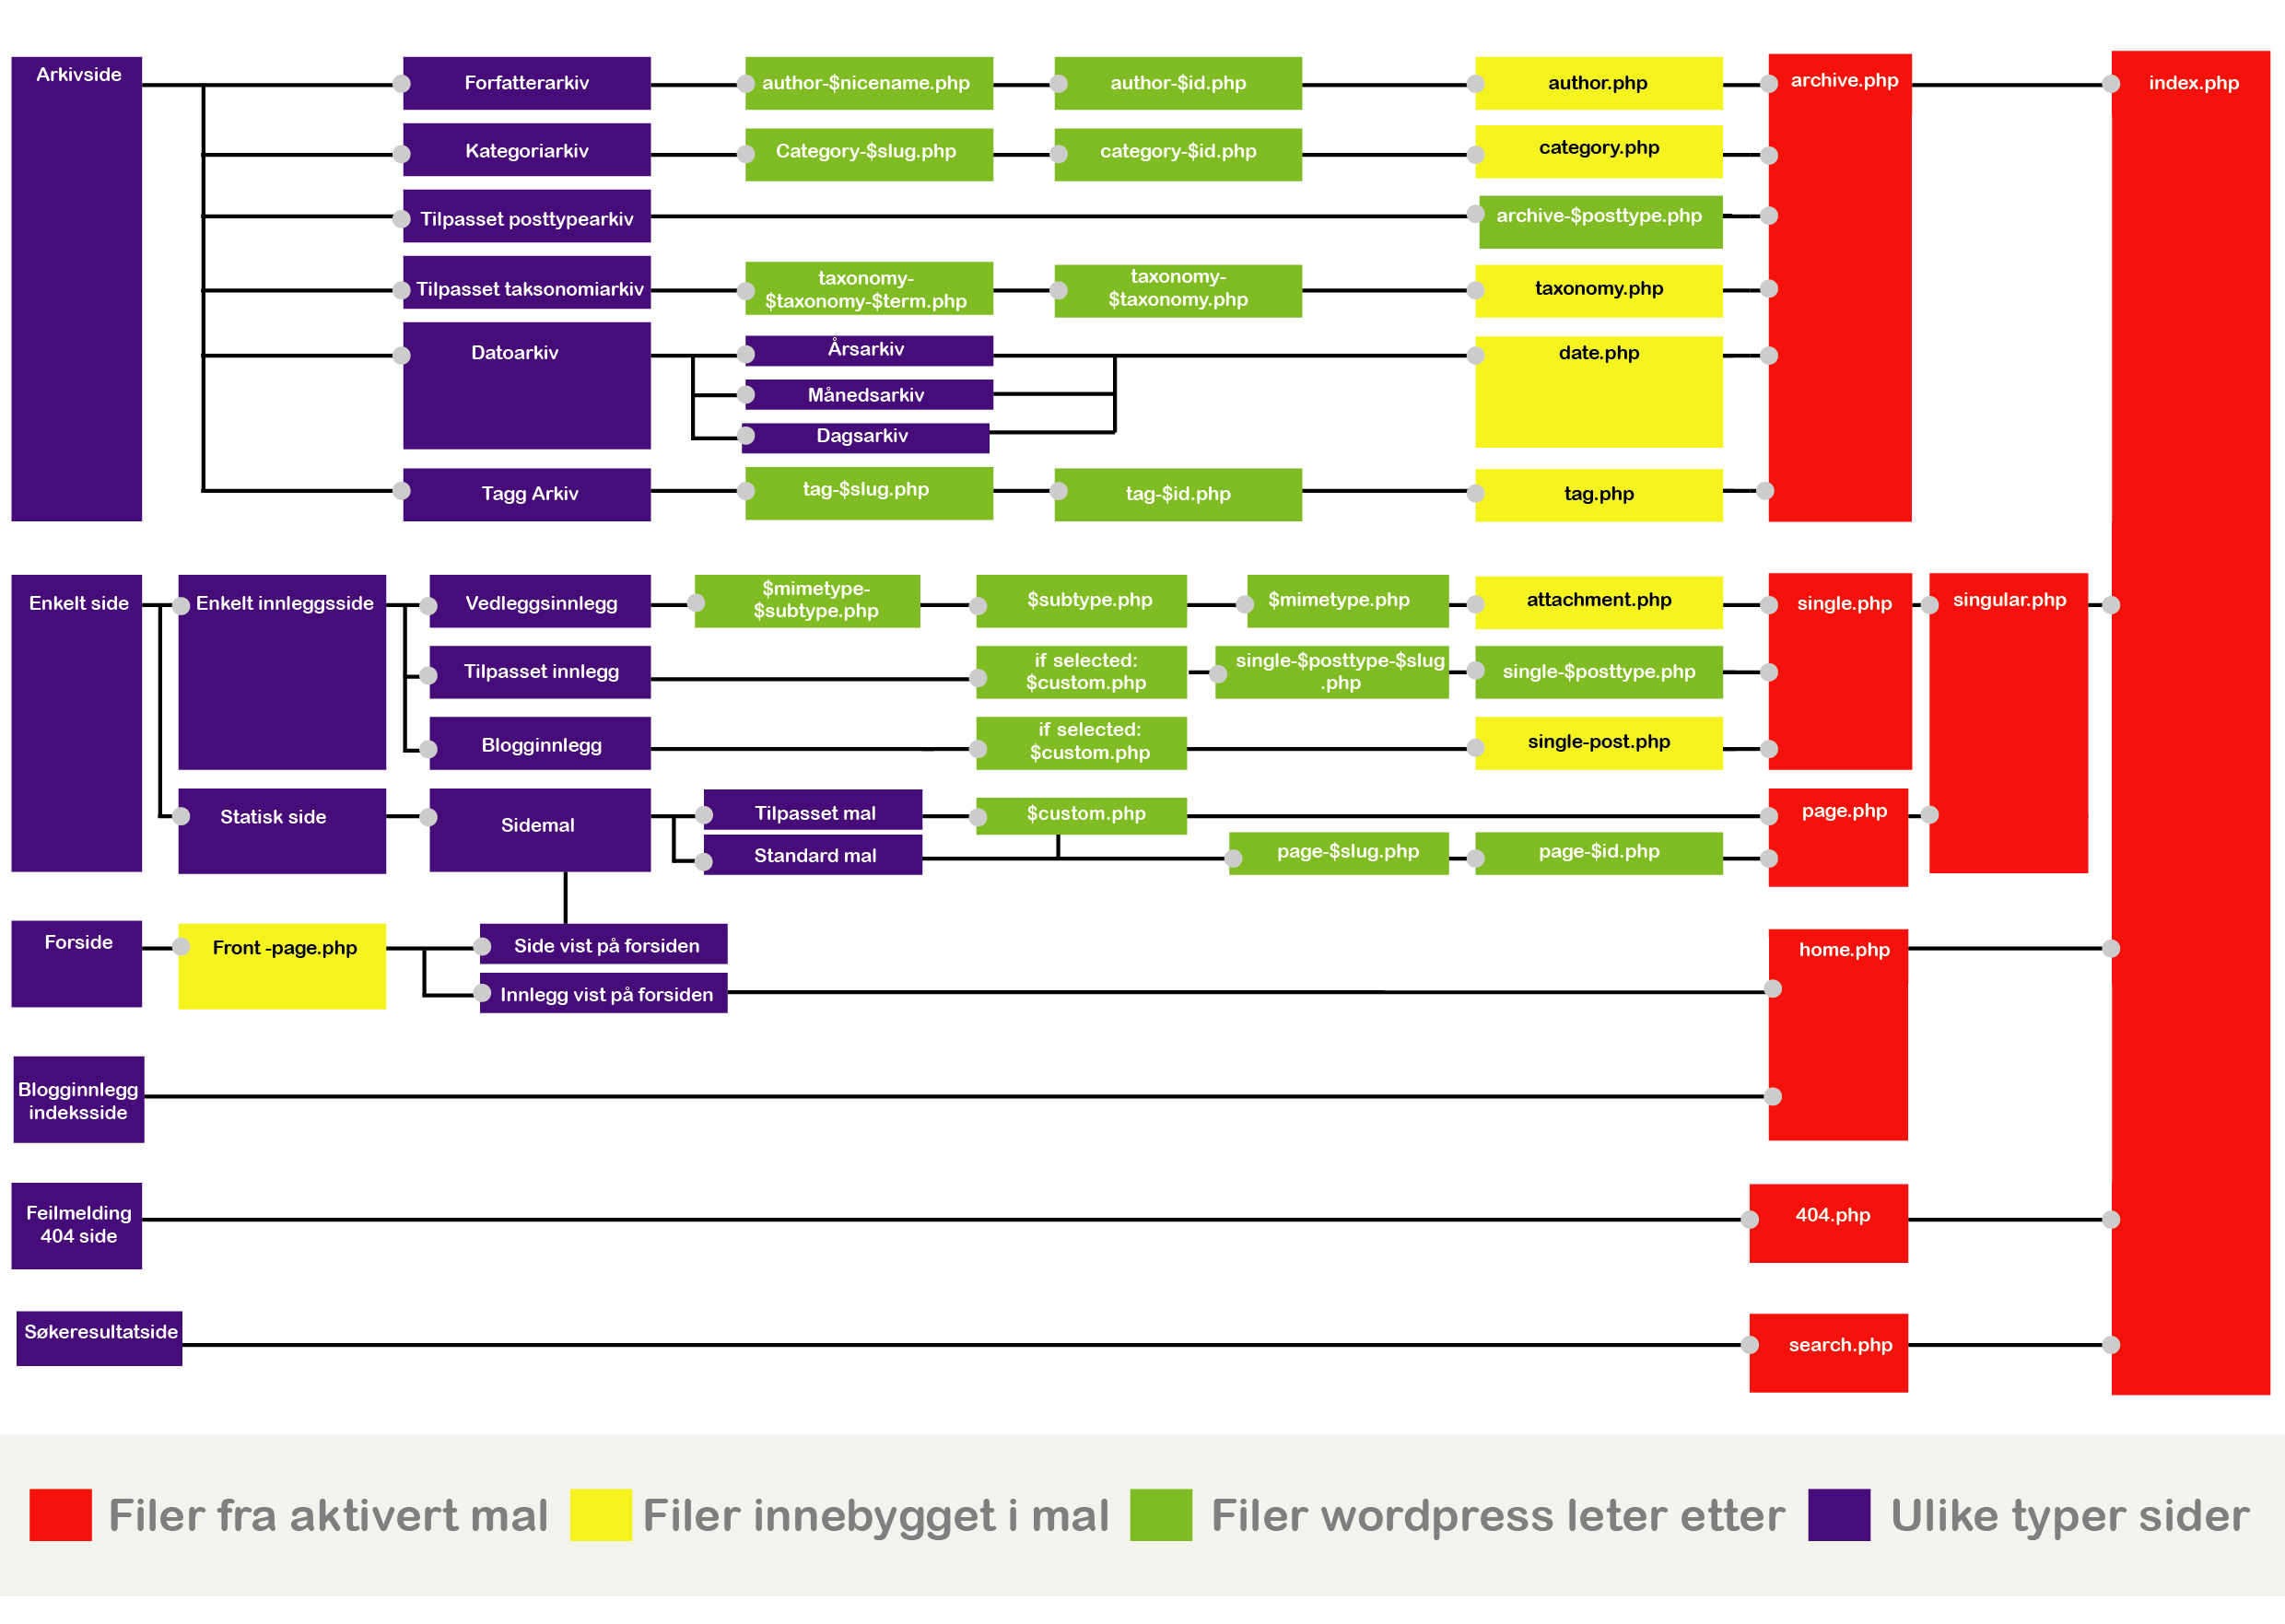 Arkivside
Forfatterarkiv
author-$nicename.php
author-$id.php
author.php
archive.php
index.php
Kategoriarkiv
Category-$slug.php
category-$id.php
category.php
Tilpasset posttypearkiv
archive-$posttype.php
Tilpasset taksonomiarkiv
taxonomy-
$taxonomy-$term.php
taxonomy-
$taxonomy.php
taxonomy.php
Datoarkiv
Årsarkiv
date.php
Månedsarkiv
Dagsarkiv
Tagg Arkiv
tag-$slug.php
tag-$id.php
tag.php
Enkelt side
Enkelt innleggsside
Vedleggsinnlegg
$mimetype-
$subtype.php
$subtype.php
$mimetype.php
attachment.php
single.php
singular.php
Tilpasset innlegg
if selected:
$custom.php
single-$posttype-$slug
.php
single-$posttype.php
Blogginnlegg
if selected:
$custom.php
single-post.php
Statisk side
Sidemal
Tilpasset mal
$custom.php
page.php
Standard mal
page-$slug.php
page-$id.php
Forside
Front -page.php
Side vist på forsiden
home.php
Innlegg vist på forsiden
Blogginnlegg
indeksside
Feilmelding
404 side
404.php
Søkeresultatside
search.php
Filer fra aktivert mal
Filer innebygget i mal
Filer wordpress leter etter
Ulike typer sider